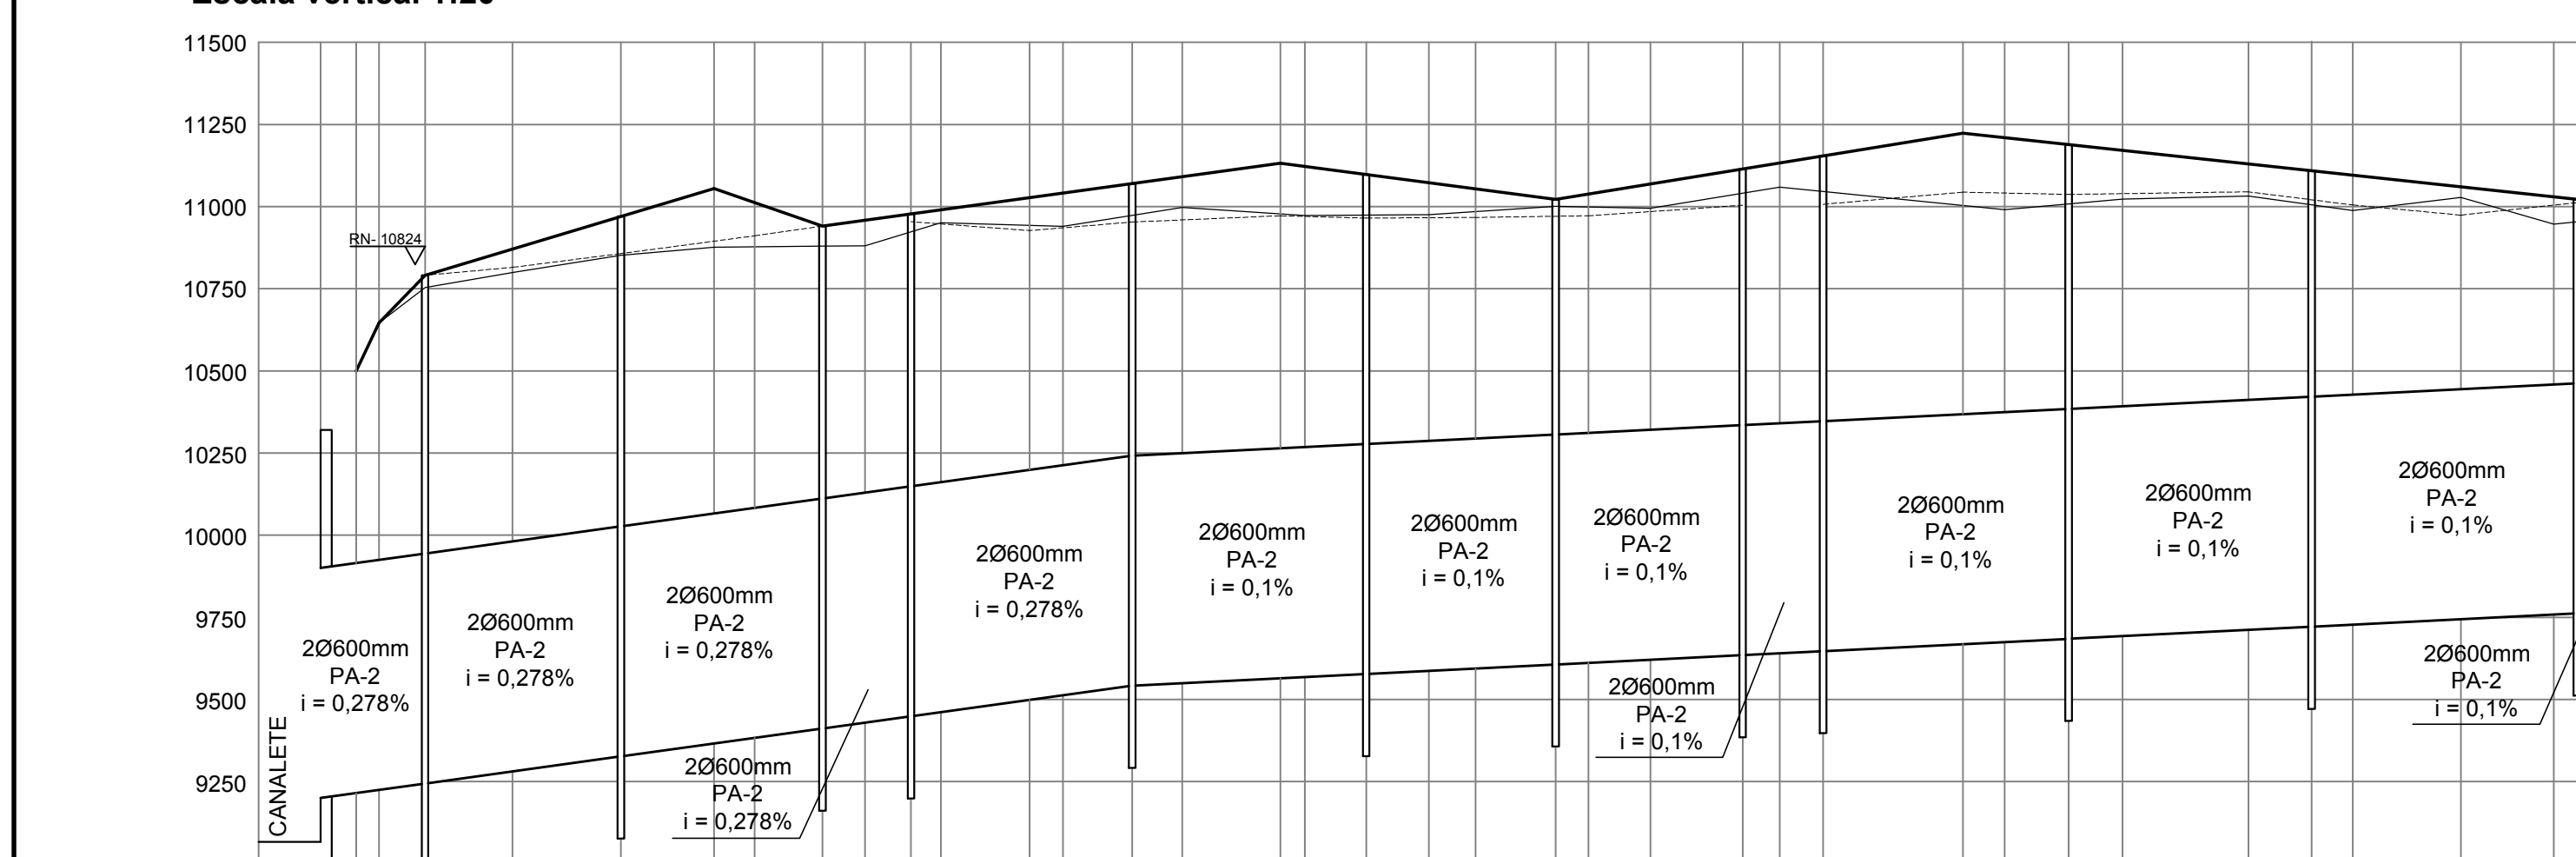 Escala vertical 1:20
11500
11250
11000
10750
10500
10250
10000
9750
9500
9250
RN- 10824
CANALETE
2Ø600mm
PA-2
i = 0,278%
2Ø600mm
PA-2
i = 0,278%
2Ø600mm
PA-2
i = 0,278%
2Ø600mm
PA-2
i = 0,278%
2Ø600mm
PA-2
i = 0,278%
2Ø600mm
PA-2
i = 0,1%
2Ø600mm
PA-2
i = 0,1%
2Ø600mm
PA-2
i = 0,1%
2Ø600mm
PA-2
i = 0,1%
2Ø600mm
PA-2
i = 0,1%
2Ø600mm
PA-2
i = 0,1%
2Ø600mm
PA-2
i = 0,1%
2Ø600mm
PA-2
i = 0,1%